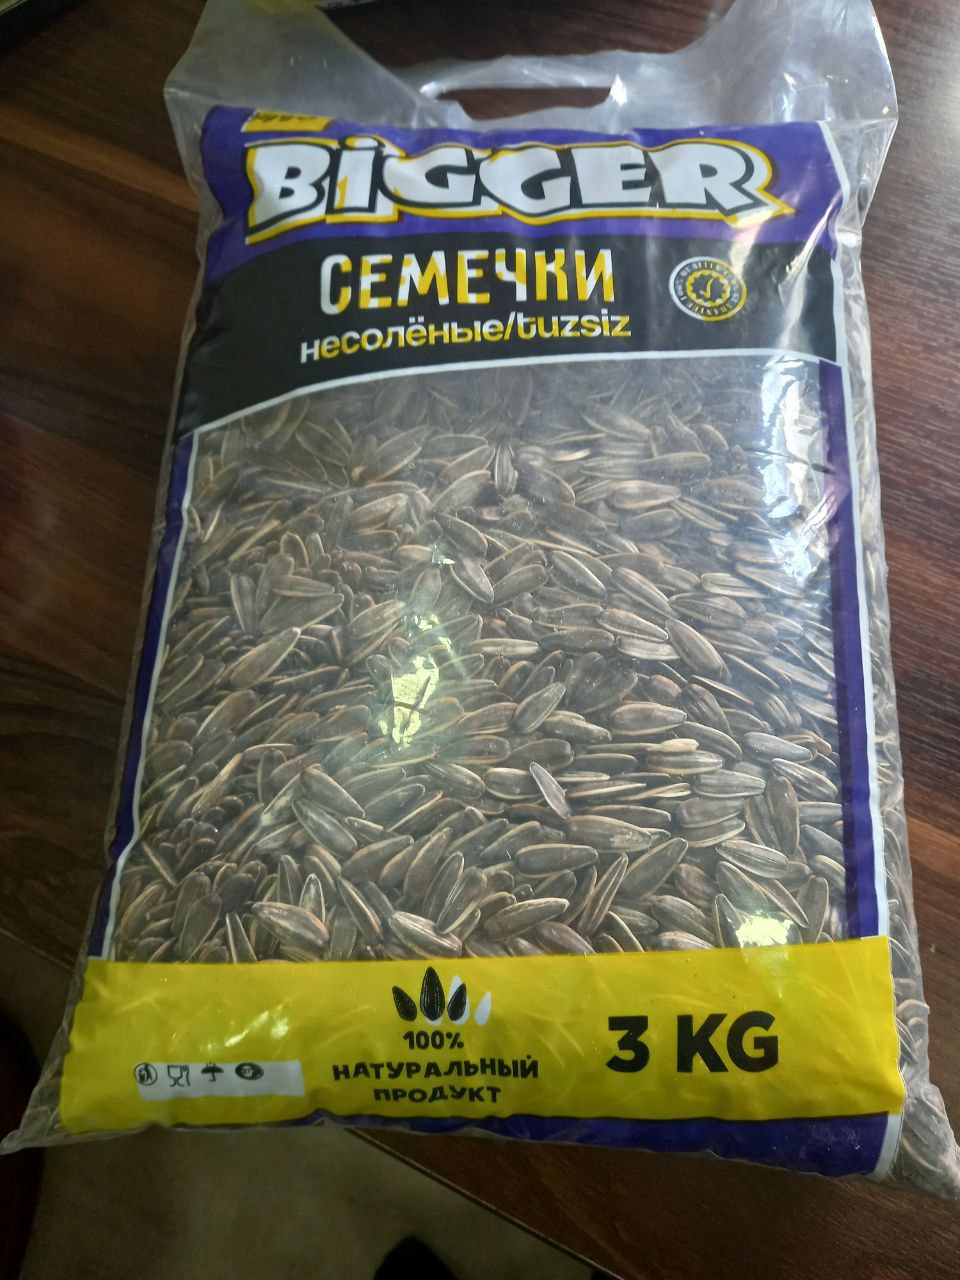 BiGGER
СЕМЕЧКИ
несолёные/tuzsiz
100%
НАТУРАЛЬНЫЙ
ПРОДУКТ
3 KG